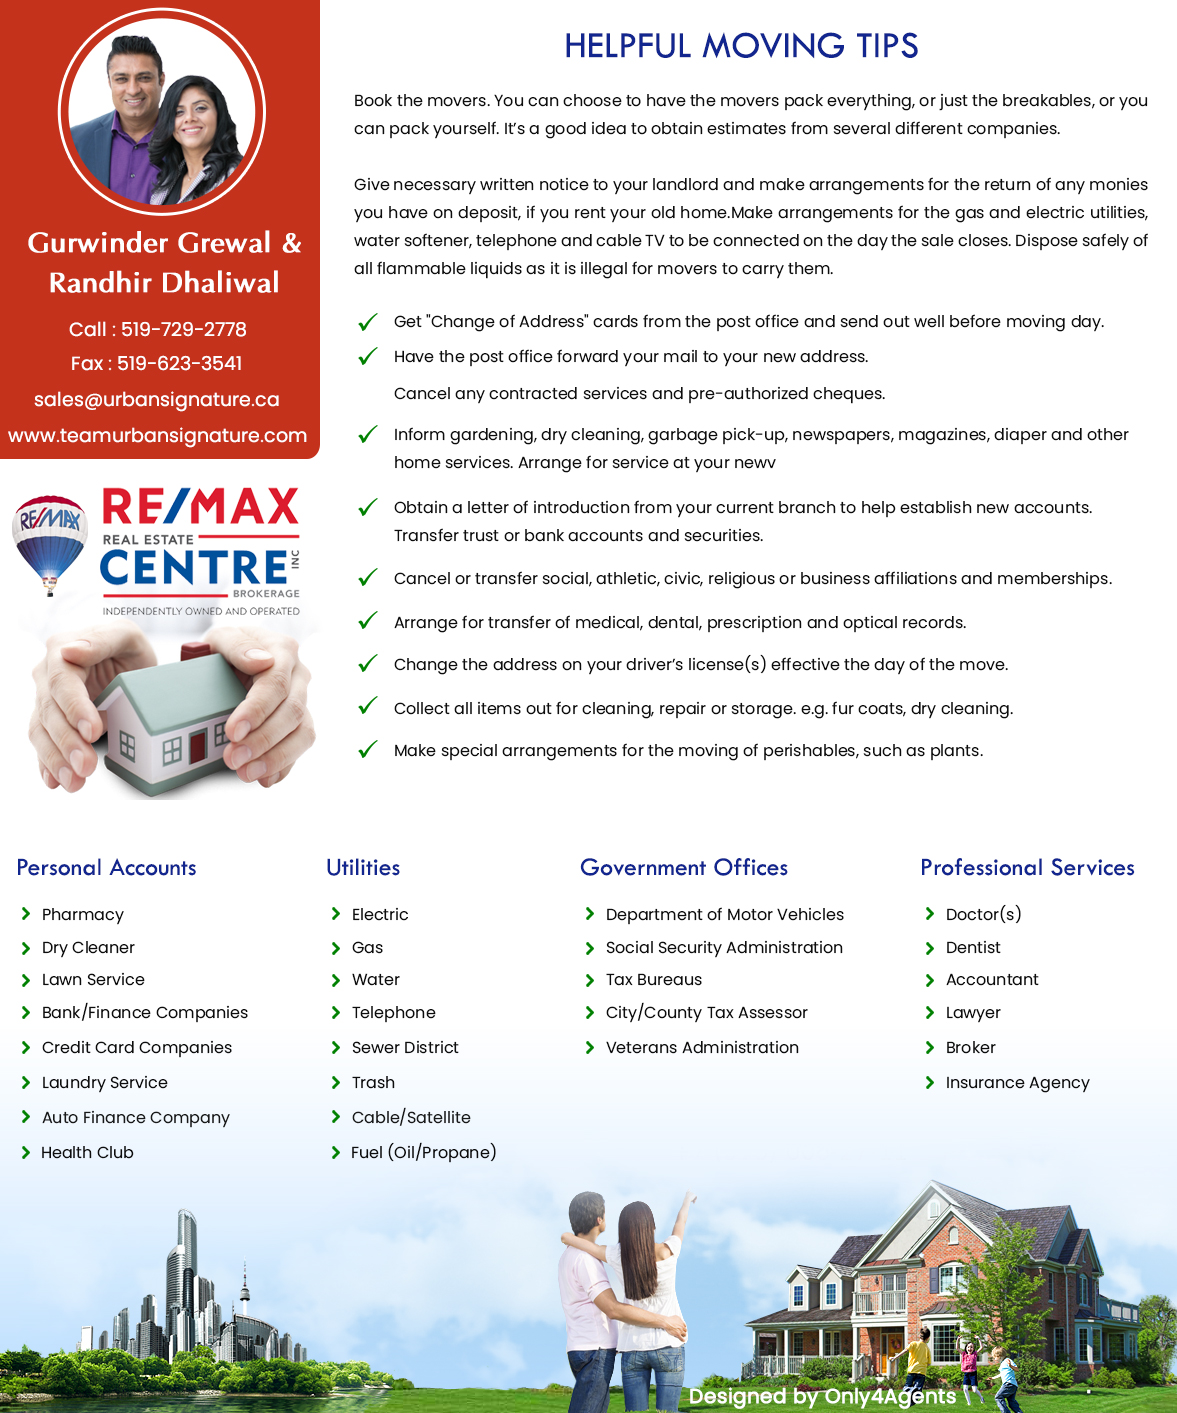 Gurwinder Grewal &
Randhir Dhaliwal
Call : 519-729-2778
Fax : 519-623-3541
sales@urbansignature.ca
www.teamurbansignature.com
RE/MAX
RE/MAX
REAL ESTATE
CENTRE INC
BROKERAGE
INDEPENDENTLY OWNED AND OPERATED
HELPFUL MOVING TIPS
Book the movers. You can choose to have the movers pack everything, or just the breakables, or you
can pack yourself. It’s a good idea to obtain estimates from several different companies.
Give necessary written notice to your landlord and make arrangements for the return of any monies
you have on deposit, if you rent your old home.Make arrangements for the gas and electric utilities,
water softener, telephone and cable TV to be connected on the day the sale closes. Dispose safely of
all flammable liquids as it is illegal for movers to carry them.
Get "Change of Address" cards from the post office and send out well before moving day.
Have the post office forward your mail to your new address.
Cancel any contracted services and pre-authorized cheques.
Inform gardening, dry cleaning, garbage pick-up, newspapers, magazines, diaper and other
home services. Arrange for service at your newv
Obtain a letter of introduction from your current branch to help establish new accounts.
Transfer trust or bank accounts and securities.
Cancel or transfer social, athletic, civic, religious or business affiliations and memberships.
Arrange for transfer of medical, dental, prescription and optical records.
Change the address on your driver’s license(s) effective the day of the move.
Collect all items out for cleaning, repair or storage. e.g. fur coats, dry cleaning.
Make special arrangements for the moving of perishables, such as plants.
Personal Accounts
Pharmacy
Dry Cleaner
Lawn Service
Bank/Finance Companies
Credit Card Companies
Laundry Service
Auto Finance Company
Health Club
Utilities
Electric
Gas
Water
Telephone
Sewer District
Trash
Cable/Satellite
Fuel (Oil/Propane)
Government Offices
Department of Motor Vehicles
Social Security Administration
Tax Bureaus
City/County Tax Assessor
Veterans Administration
Professional Services
Doctor(s)
Dentist
Accountant
Lawyer
Broker
Insurance Agency
Designed by Only4Agents